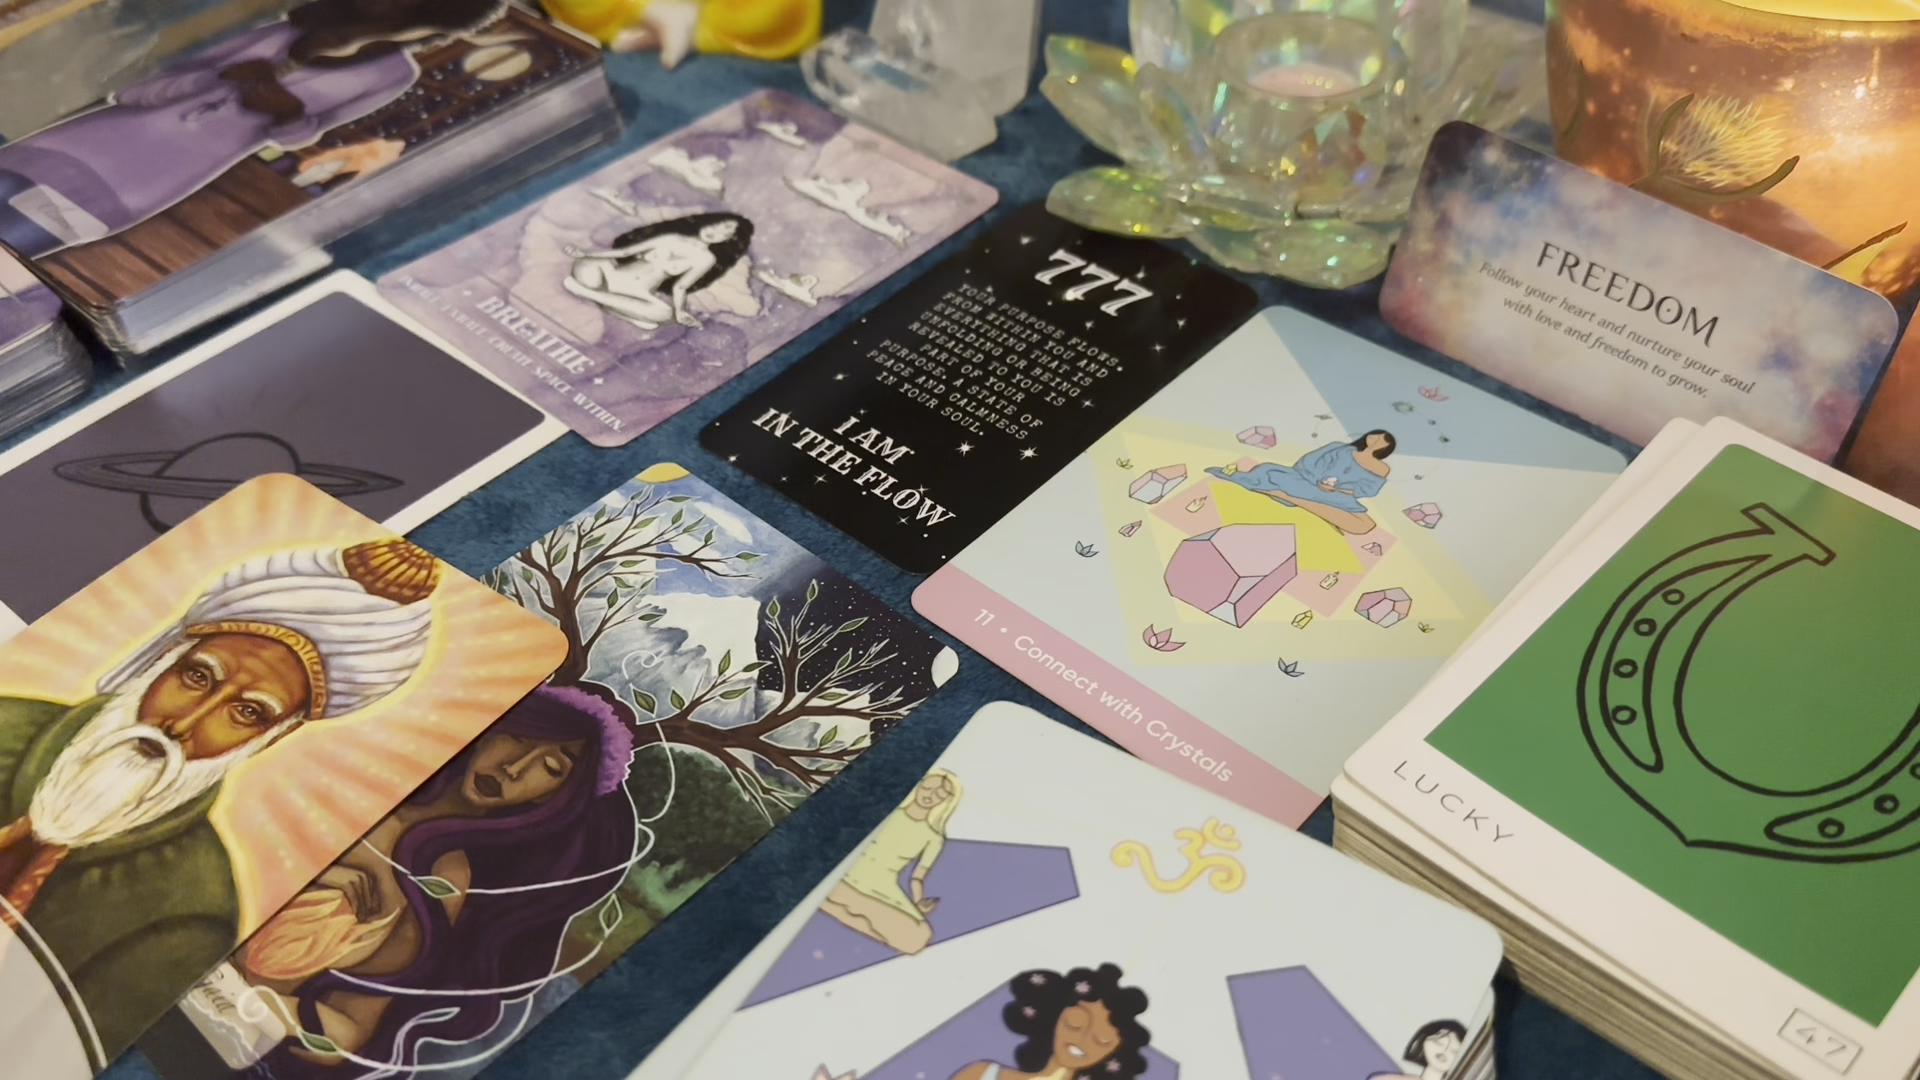 BREATHE
INHALE. EXHALE. CREATE SPACE WITHIN.
777
YOUR PURPOSE FLOWS
FROM WITHIN YOU AND
EVERYTHING THAT IS
UNFOLDING OR BEING
REVEALED TO YOU IS
PART OF YOUR
PURPOSE. A STATE OF
PEACE AND CALMNESS
IN YOUR SOUL.
I AM
IN THE FLOW
FREEDOM
Follow your heart and nurture your soul
with love and freedom to grow.
11 • Connect with Crystals
LUCKY
47
ॐ
Gaia